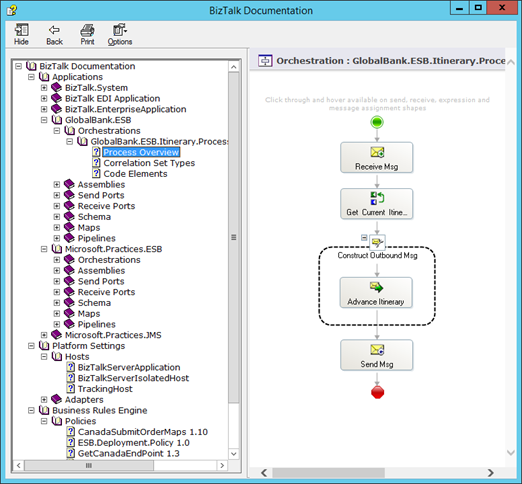 BizTalk Documentation
Hide
Back
Print
Options
BizTalk Documentation
Applications
BizTalk.System
BizTalk EDI Application
BizTalk.EnterpriseApplication
GlobalBank.ESB
Orchestrations
GlobalBank.ESB.Itinerary.Process
Process Overview
Correlation Set Types
Code Elements
Assemblies
Send Ports
Receive Ports
Schema
Maps
Pipelines
Microsoft.Practices.ESB
Orchestrations
Assemblies
Send Ports
Receive Ports
Schema
Maps
Pipelines
Microsoft.Practices.JMS
Platform Settings
Hosts
BizTalkServerApplication
BizTalkServerIsolatedHost
TrackingHost
Adapters
Business Rules Engine
Policies
CanadaSubmitOrderMaps 1.10
ESB.Deployment.Policy 1.0
GetCanadaEndPoint 1.3
Orchestration : GlobalBank.ESB.Itinerary.Proce
Click through and hover available on send, receive, expression and
message assignment shapes.
Receive Msg
Get Current Itine...
Construct Outbound Msg
Advance Itinerary
Send Msg